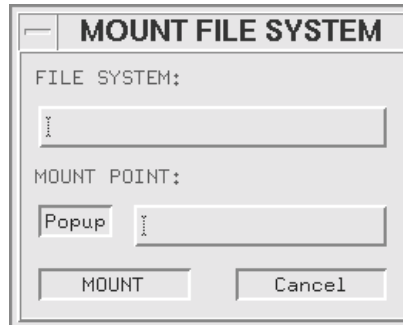 MOUNT FILE SYSTEM
FILE SYSTEM:
MOUNT POINT:
Popup
MOUNT Cancel